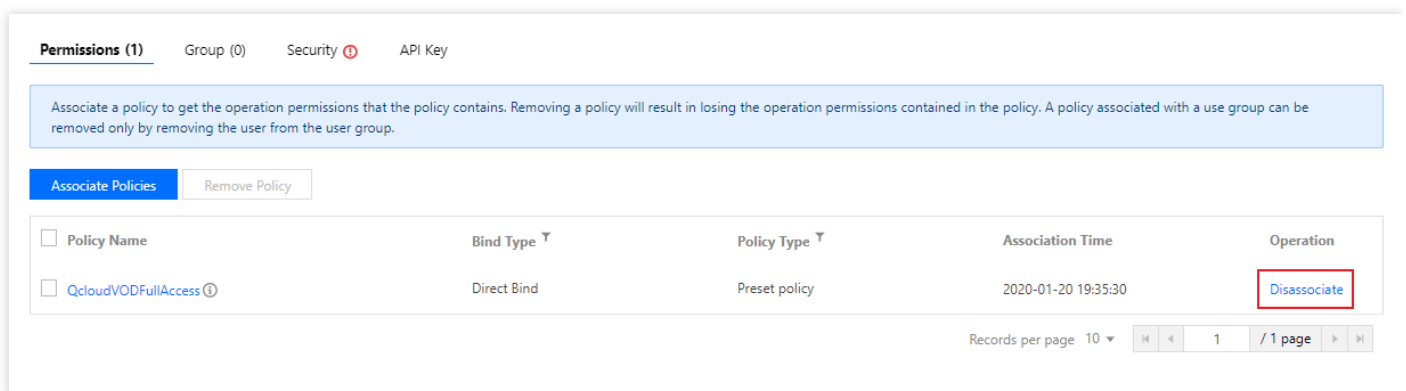 Permissions (1) Group (0) Security API Key
Associate a policy to get the operation permissions that the policy contains. Removing a policy will result in losing the operation permissions contained in the policy. A policy associated with a use group can be
removed only by removing the user from the user group.
Associate Policies Remove Policy
Policy Name Bind Type Policy Type Association Time Operation
QcloudVODFullAccess Direct Bind Preset policy 2020-01-20 19:35:30 Disassociate
Records per page 10 1 / 1 page